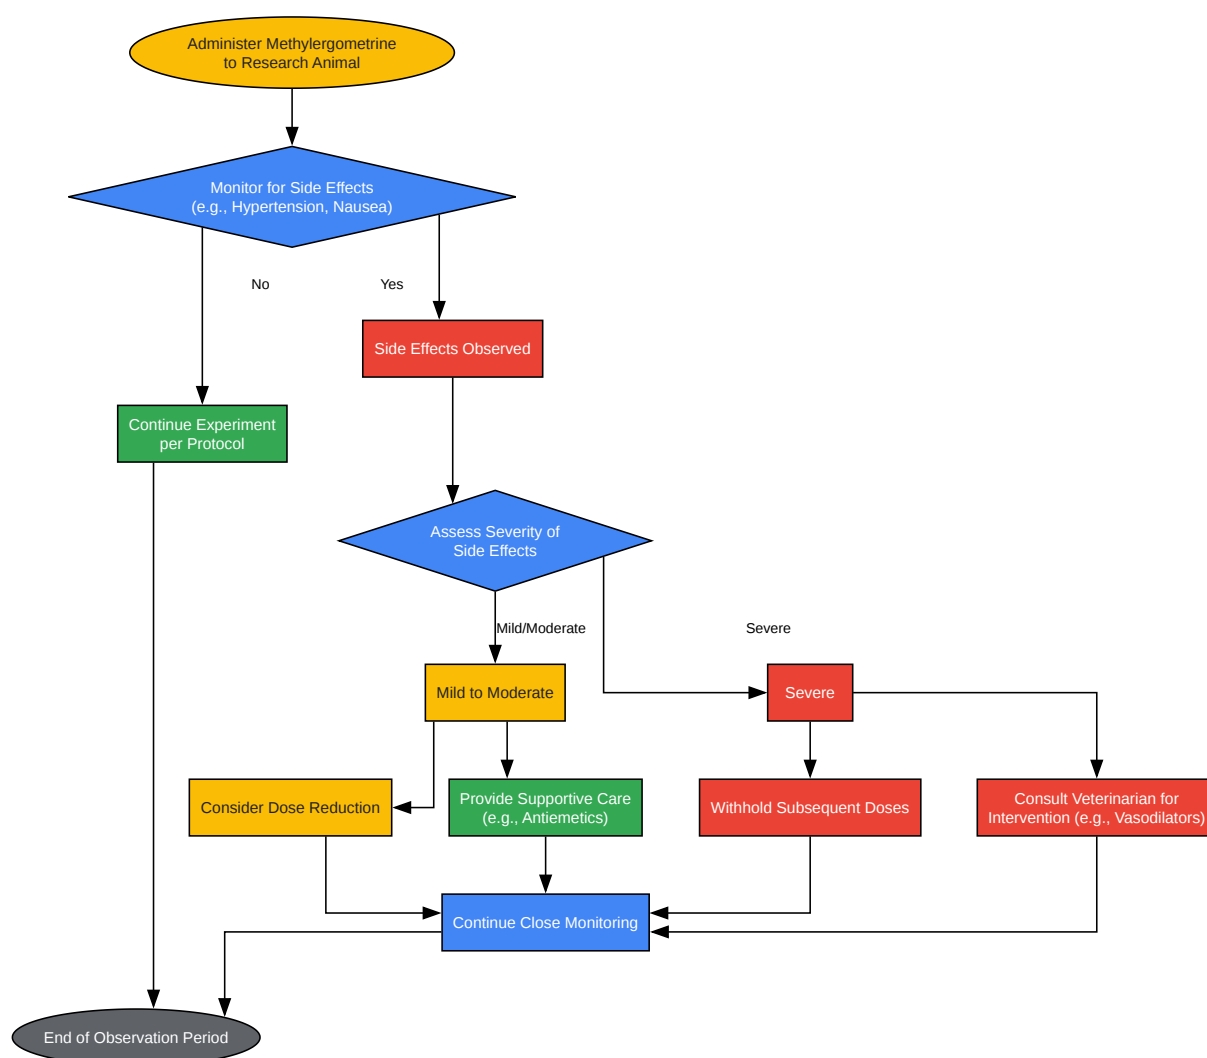 Administer Methylergometrine
to Research Animal
Monitor for Side Effects
(e.g., Hypertension, Nausea)
No
Yes
Side Effects Observed
Continue Experiment
per Protocol
Assess Severity of
Side Effects
Mild/Moderate
Severe
Mild to Moderate
Severe
Consider Dose Reduction
Provide Supportive Care
(e.g., Antiemetics)
Withhold Subsequent Doses
Consult Veterinarian for
Intervention (e.g., Vasodilators)
Continue Close Monitoring
End of Observation Period